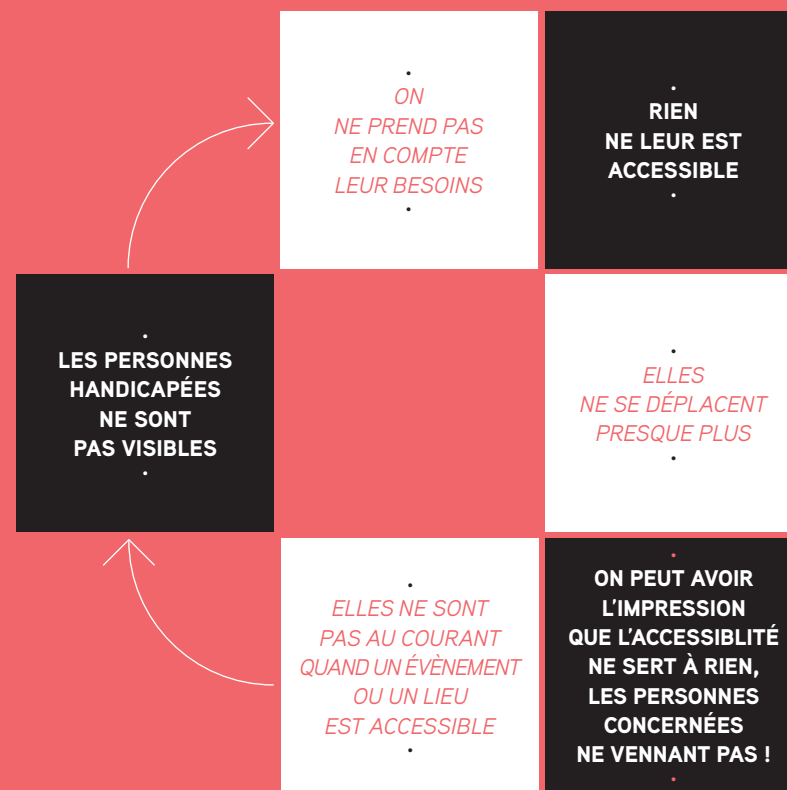 ON
NE PREND PAS
EN COMPTE
LEUR BESOINS
RIEN
NE LEUR EST
ACCESSIBLE
LES PERSONNES
HANDICAPÉES
NE SONT
PAS VISIBLES
ELLES
NE SE DÉPLACENT
PRESQUE PLUS
ELLES NE SONT
PAS AU COURANT
QUAND UN ÉVÈNEMENT
OU UN LIEU
EST ACCESSIBLE
ON PEUT AVOIR
L'IMPRESSION
QUE L'ACCESSIBLITÉ
NE SERT À RIEN,
LES PERSONNES
CONCERNÉES
NE VENNANT PAS !